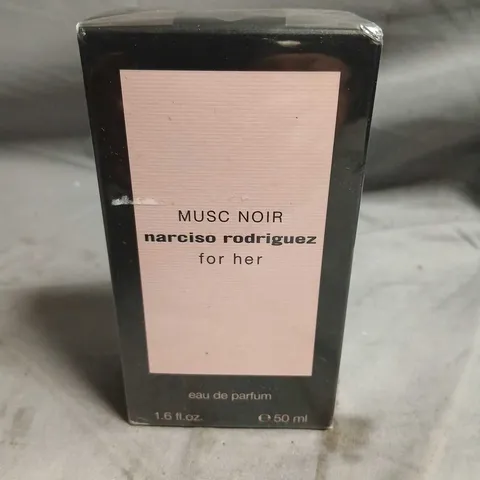 MUSC NOIR
narciso rodriguez
for her
eau de parfum
1.6 fl.oz. ℮ 50 ml